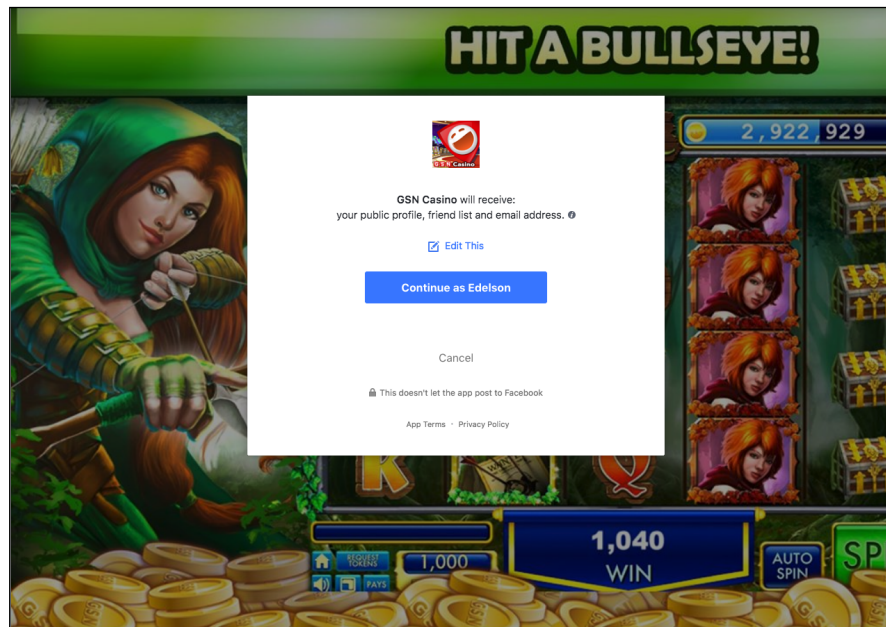 HIT A BULLSEYE!
2,922,929
GSN Casino
GSN Casino will receive:
your public profile, friend list and email address.
Edit This
Continue as Edelson
Cancel
This doesn't let the app post to Facebook
App Terms · Privacy Policy
K
Q
REQUEST
TOKENS
1,000
PAYS
1,040
WIN
AUTO
SPIN
SP
GSN